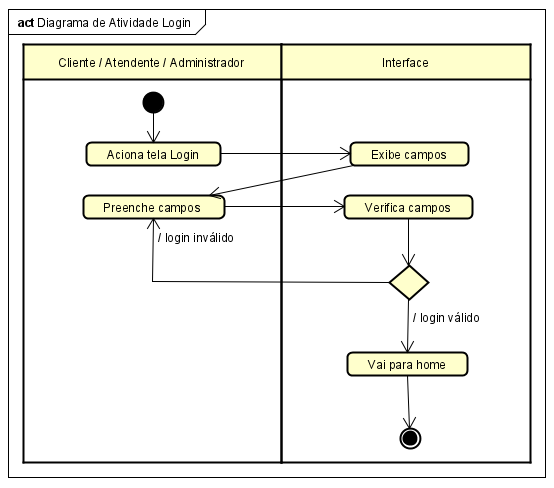 act Diagrama de Atividade Login
Cliente / Atendente / Administrador
Interface
Aciona tela Login
Exibe campos
Preenche campos
Verifica campos
/ login inválido
/ login válido
Vai para home